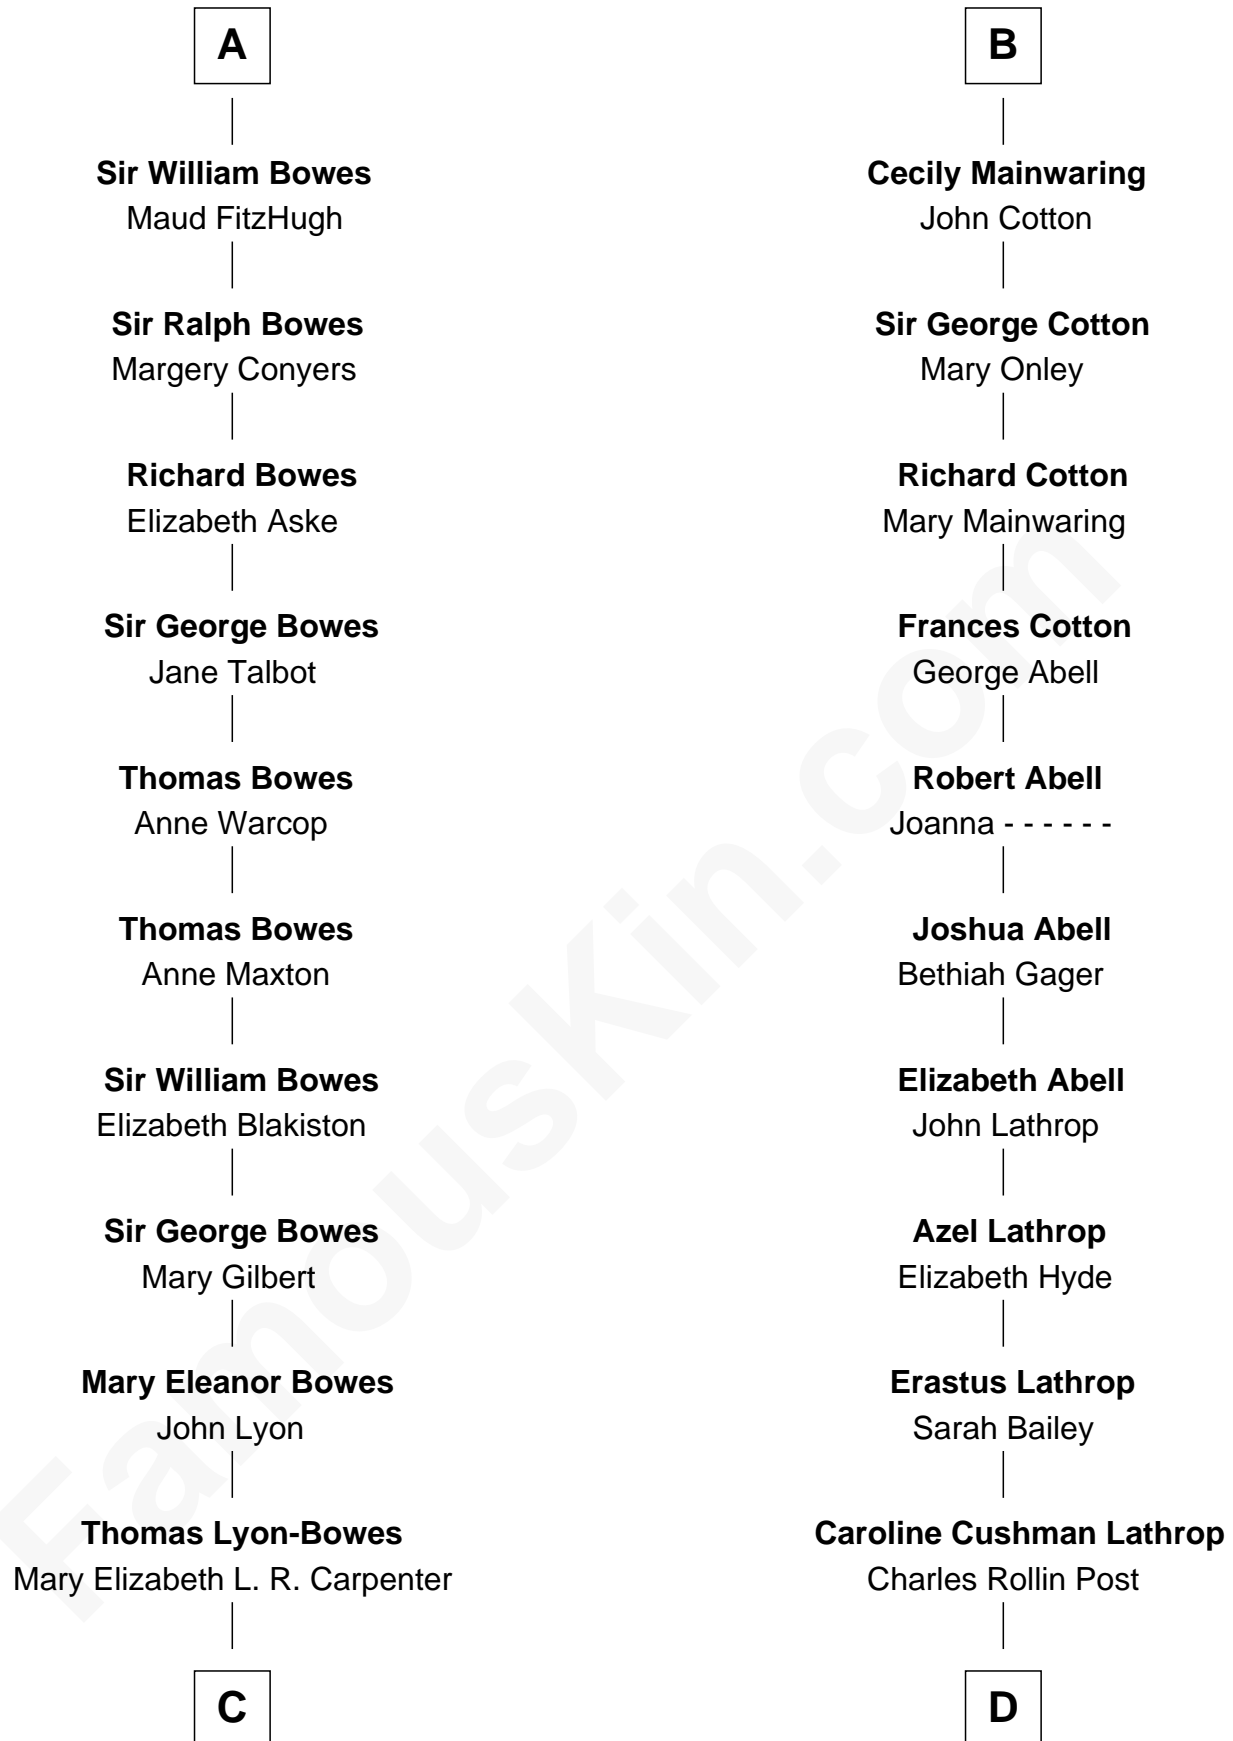 A
Sir William Bowes
Maud FitzHugh
Sir Ralph Bowes
Margery Conyers
Richard Bowes
Elizabeth Aske
Sir George Bowes
Jane Talbot
Thomas Bowes
Anne Warcop
Thomas Bowes
Anne Maxton
Sir William Bowes
Elizabeth Blakiston
Sir George Bowes
Mary Gilbert
Mary Eleanor Bowes
John Lyon
Thomas Lyon-Bowes
Mary Elizabeth L. R. Carpenter
C
B
Cecily Mainwaring
John Cotton
Sir George Cotton
Mary Onley
Richard Cotton
Mary Mainwaring
Frances Cotton
George Abell
Robert Abell
Joanna - - - - - -
Joshua Abell
Bethiah Gager
Elizabeth Abell
John Lathrop
Azel Lathrop
Elizabeth Hyde
Erastus Lathrop
Sarah Bailey
Caroline Cushman Lathrop
Charles Rollin Post
D
FamousKin.com